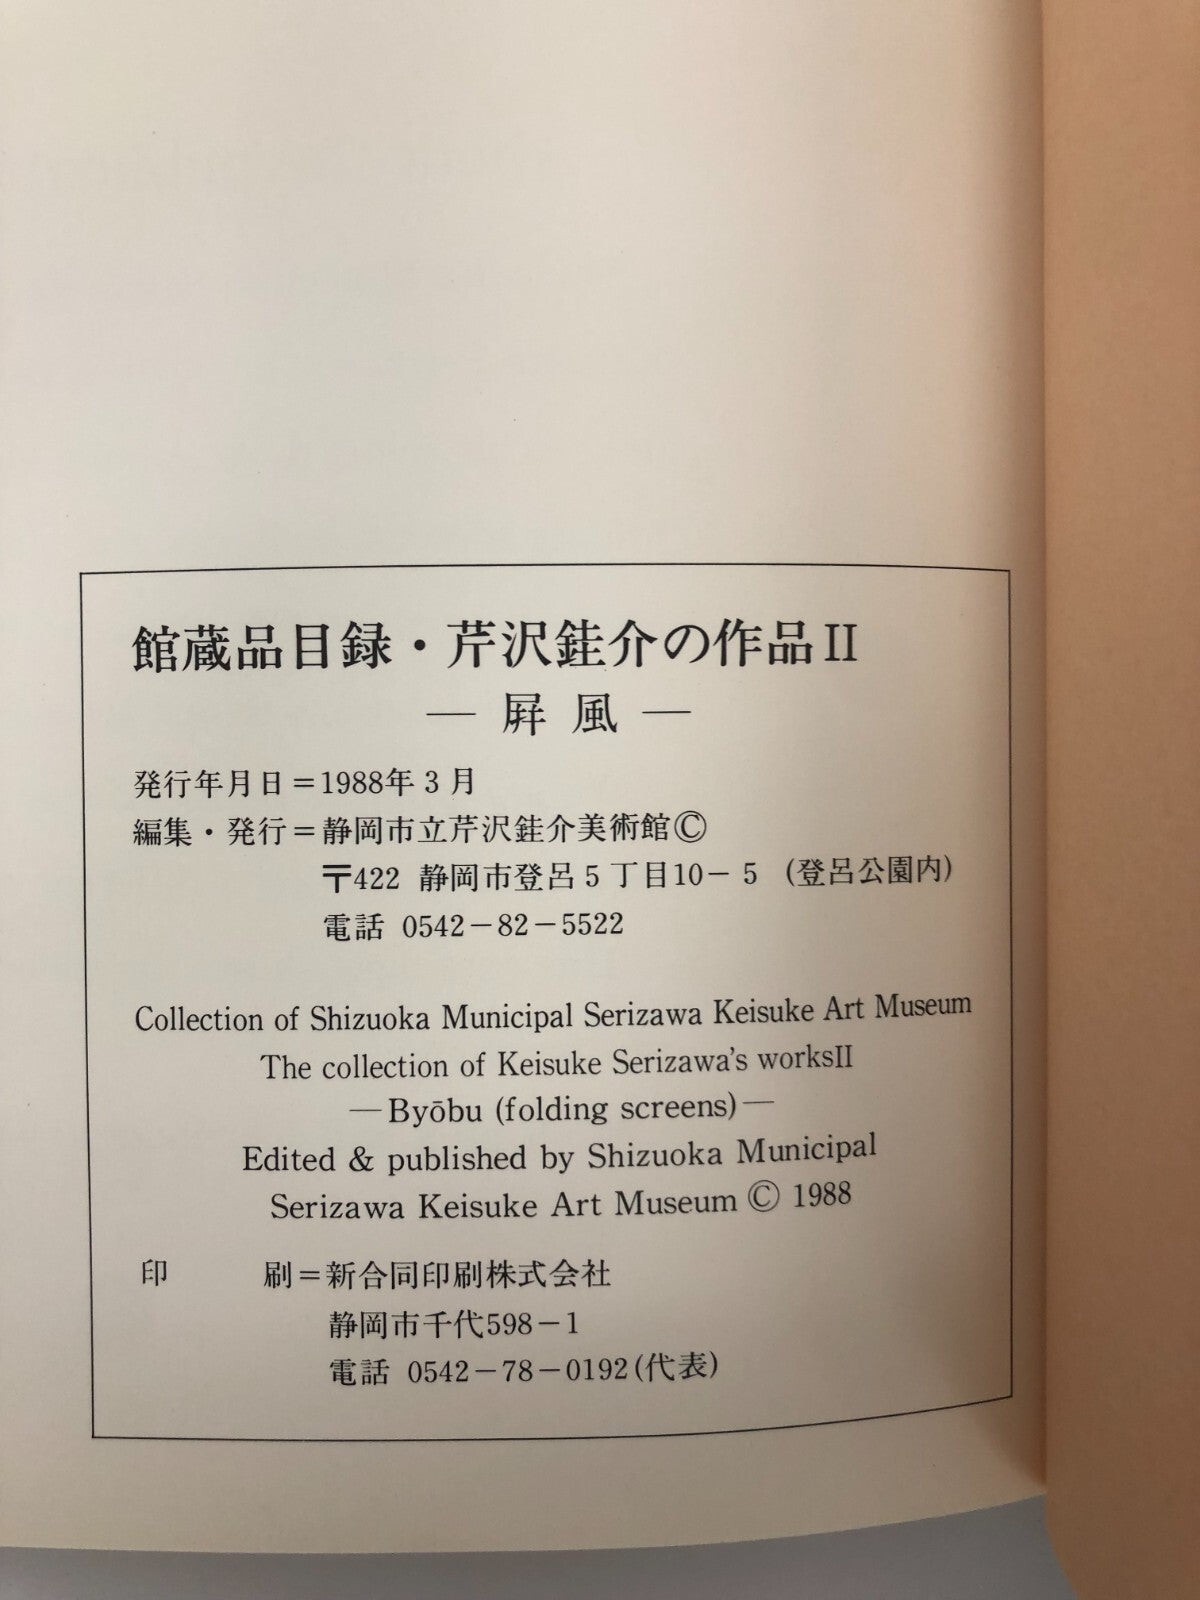 館蔵品目録・芹沢銈介の作品II
— 屏 風 —
発行年月日＝1988年3月
編集・発行＝静岡市立芹沢銈介美術館©
〒422 静岡市登呂5丁目10－5 (登呂公園内)
電話 0542－82－5522
Collection of Shizuoka Municipal Serizawa Keisuke Art Museum
The collection of Keisuke Serizawa's worksII
—Byōbu (folding screens)—
Edited & published by Shizuoka Municipal
Serizawa Keisuke Art Museum © 1988
印 刷＝新合同印刷株式会社
静岡市千代598－1
電話 0542－78－0192(代表)